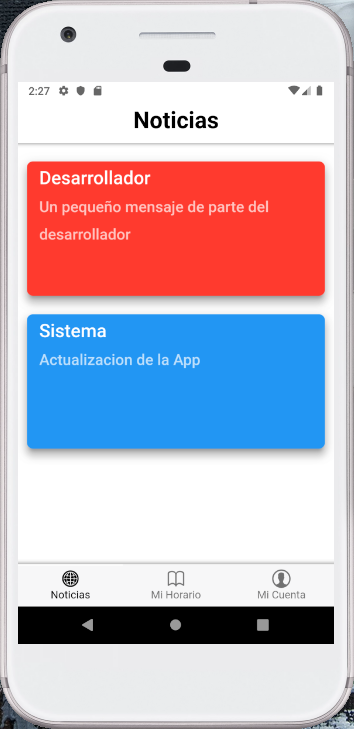 2:27
Noticias
Desarrollador
Un pequeño mensaje de parte del
desarrollador
Sistema
Actualizacion de la App
Noticias
Mi Horario
Mi Cuenta